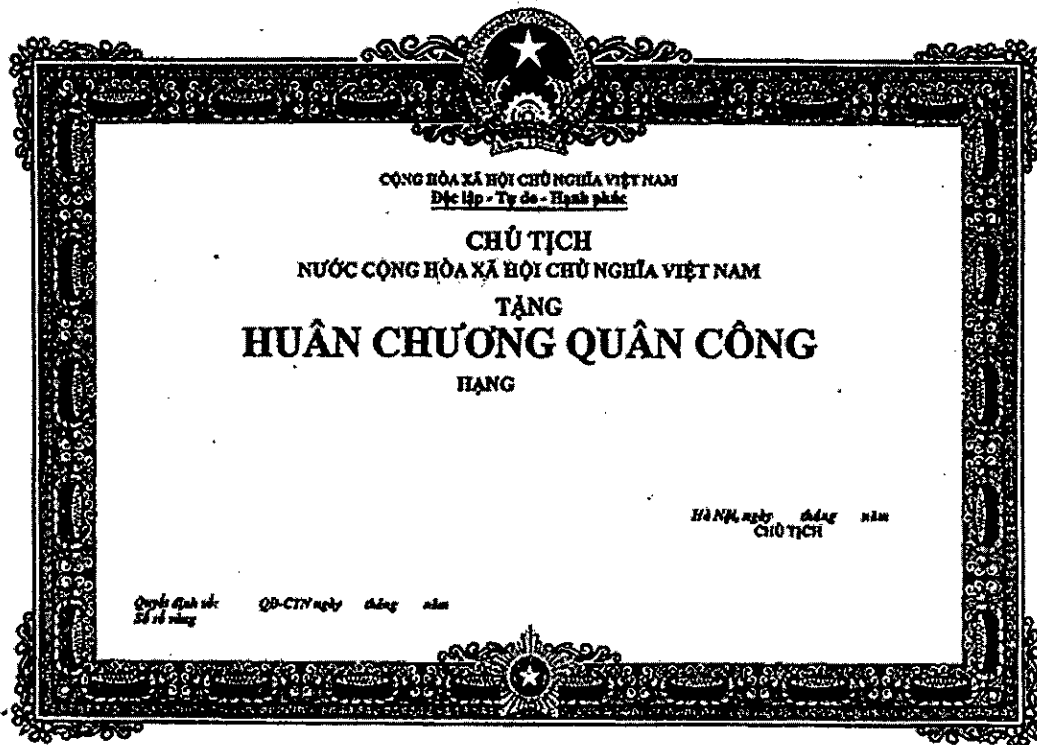 CỘNG HÒA XÃ HỘI CHỦ NGHĨA VIỆT NAM
Độc lập - Tự do - Hạnh phúc
CHỦ TỊCH
NƯỚC CỘNG HÒA XÃ HỘI CHỦ NGHĨA VIỆT NAM
TẶNG
HUÂN CHƯƠNG QUÂN CÔNG
HẠNG
Hà Nội, ngày tháng năm
CHỦ TỊCH
Quyết định số: QĐ-CTN ngày tháng năm
Số sổ vàng